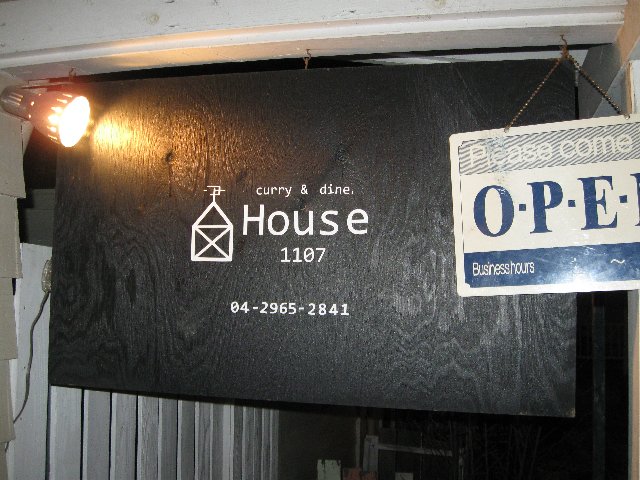 curry & dine.
House
1107
04-2965-2841
Please come
O·P·E·
Business hours ~